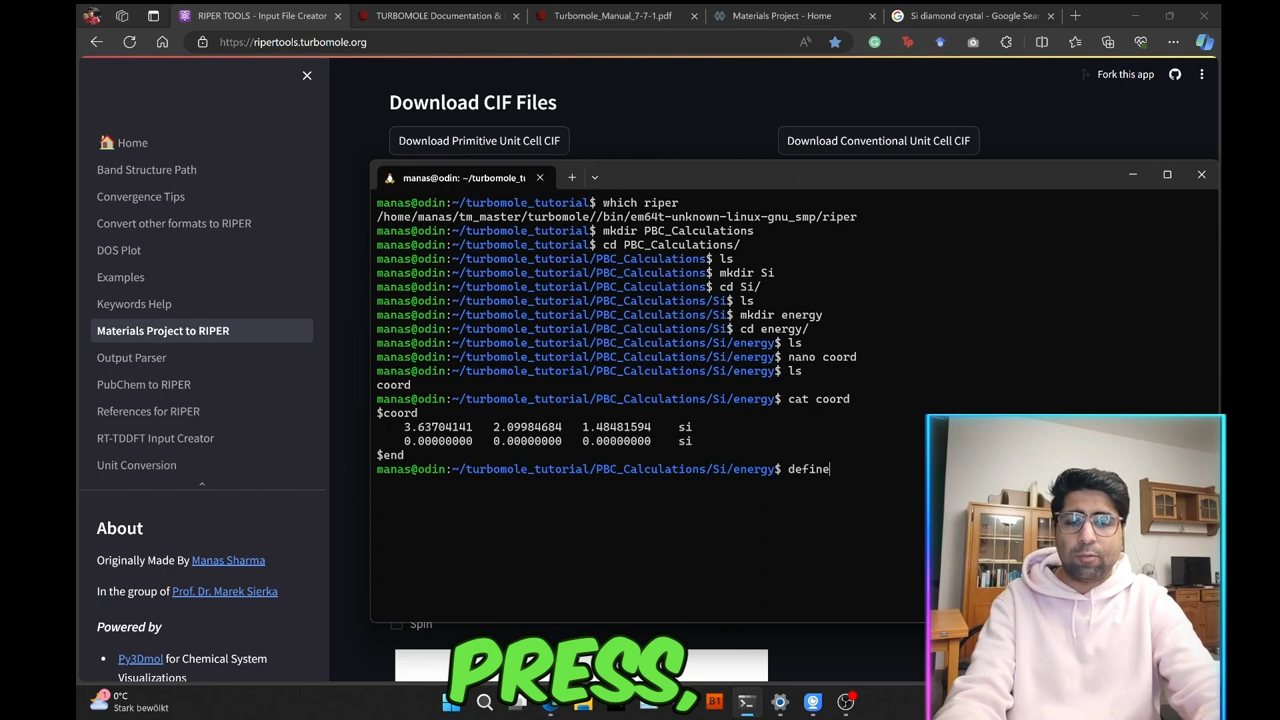 RIPER TOOLS - Input File Creator
TURBOMOLE Documentation &
Turbomole_Manual_7-7-1.pdf
Materials Project - Home
Si diamond crystal - Google Sea
https://ripertools.turbomole.org
Fork this app
Home
Band Structure Path
Convergence Tips
Convert other formats to RIPER
DOS Plot
Examples
Keywords Help
Materials Project to RIPER
Output Parser
PubChem to RIPER
References for RIPER
RT-TDDFT Input Creator
Unit Conversion
About
Originally Made By Manas Sharma
In the group of Prof. Dr. Marek Sierka
Powered by
• Py3Dmol for Chemical System
Visualizations
Download CIF Files
Download Primitive Unit Cell CIF
Download Conventional Unit Cell CIF
manas@odin: ~/turbomole_tu
manas@odin:~/turbomole_tutorial$ which riper
/home/manas/tm_master/turbomole//bin/em64t-unknown-linux-gnu_smp/riper
manas@odin:~/turbomole_tutorial$ mkdir PBC_Calculations
manas@odin:~/turbomole_tutorial$ cd PBC_Calculations/
manas@odin:~/turbomole_tutorial/PBC_Calculations$ ls
manas@odin:~/turbomole_tutorial/PBC_Calculations$ mkdir Si
manas@odin:~/turbomole_tutorial/PBC_Calculations$ cd Si/
manas@odin:~/turbomole_tutorial/PBC_Calculations/Si$ ls
manas@odin:~/turbomole_tutorial/PBC_Calculations/Si$ mkdir energy
manas@odin:~/turbomole_tutorial/PBC_Calculations/Si$ cd energy/
manas@odin:~/turbomole_tutorial/PBC_Calculations/Si/energy$ ls
manas@odin:~/turbomole_tutorial/PBC_Calculations/Si/energy$ nano coord
manas@odin:~/turbomole_tutorial/PBC_Calculations/Si/energy$ ls
coord
manas@odin:~/turbomole_tutorial/PBC_Calculations/Si/energy$ cat coord
$coord
3.63704141 2.09984684 1.48481594 si
0.00000000 0.00000000 0.00000000 si
$end
manas@odin:~/turbomole_tutorial/PBC_Calculations/Si/energy$ define
Spin
PRESS,
0°C
Stark bewölkt
B1